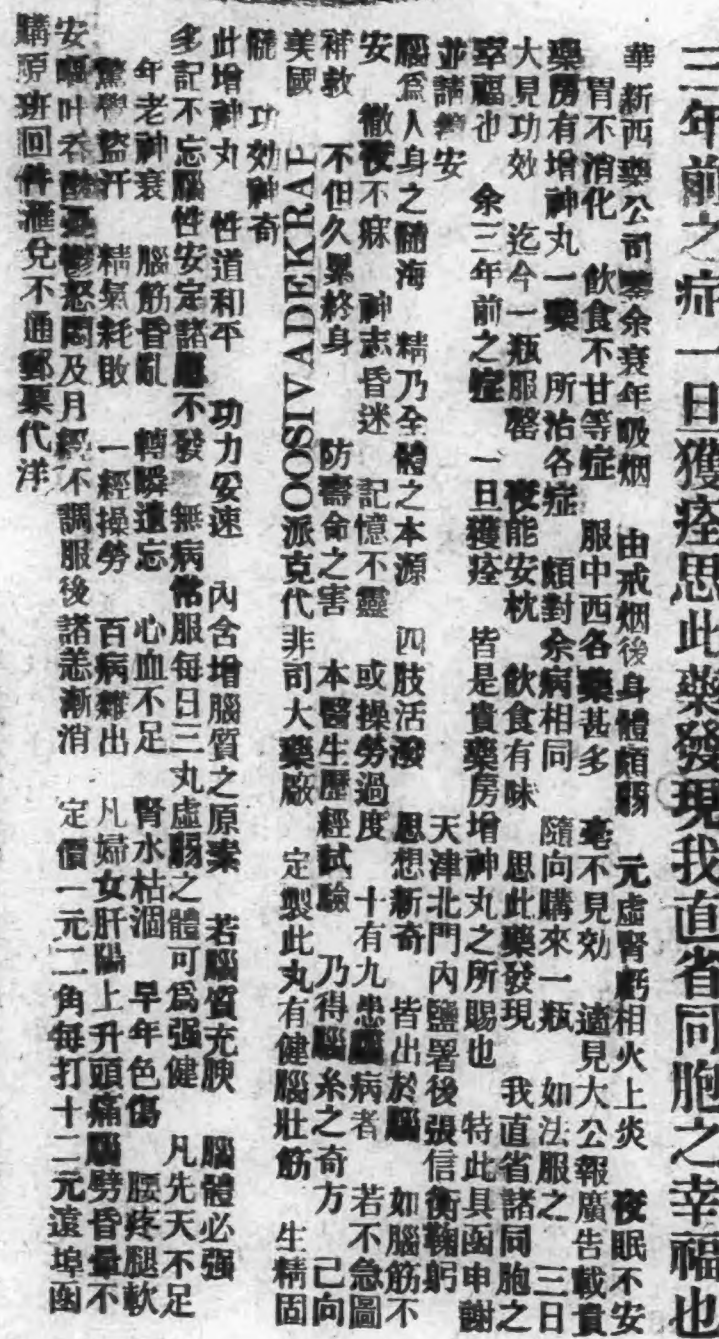 三年前之症一旦獲痊思此藥發現我直省同胞之幸福也
華新西藥公司鑒余衰年吸烟　由戒烟後身體頗弱　元虛腎虧相火上炎　夜眠不安
胃不消化　飲食不甘等症　服中西各藥甚多　毫不見効　適見大公報廣告載貴
藥房有增神丸一藥　所治各症　頗對余病相同　隨向購來一瓶　如法服之　三日
大見功效　迄今一瓶服罄　夜能安枕　飲食有味　思此藥發現　我直省諸同胞之
幸福也　余三年前之症　一旦獲痊　皆是貴藥房增神丸之所賜也　特此具函申謝
並請籌安　天津北門內鹽署後張信衡鞠躬
腦爲人身之髓海　精乃全體之本源　四肢活潑　思想新奇　皆出於腦　如腦筋不
安　徹夜不寐　神志昏迷　記憶不靈　或操勞過度　十有九患腦病者　若不急圖
補救　不但久累終身　防壽命之害　本醫生歷經試驗　乃得腦系之奇方　己向
美國　OOSIVADEKRAF派克代非司大藥廠　定製此丸有健腦壯筋　生精固
髓　功効神奇
此增神丸　性道和平　功力安速　內含增腦質之原素　若腦質充腴　腦體必强
多記不忘腦性安定諸慮不發　無病常服每日三丸虛弱之體可爲强健　凡先天不足
年老神衰　腦筋昏亂　轉瞬遺忘　心血不足　腎水枯涸　早年色傷　腰疼腿軟
驚覺盜汗　精氣耗敗　一經操勞　百病雜出　凡婦女肝陽上升頭痛腦劈昏暈不
安嘔吐吞酸憂鬱怒悶及月經不調服後諸恙漸消　定價一元二角每打十二元遠埠函
購原班回件滙兌不通郵票代洋